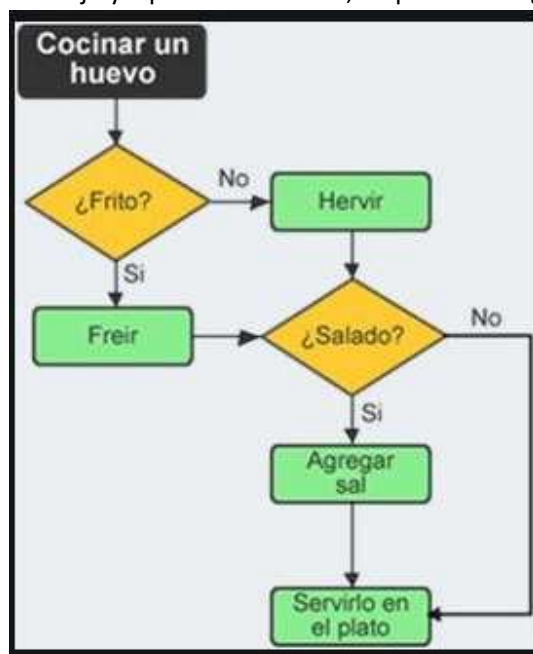 Cocinar un
huevo
¿Frito?
No
Hervir
Si
Freir
¿Salado?
No
Si
Agregar
sal
Servirlo en
el plato